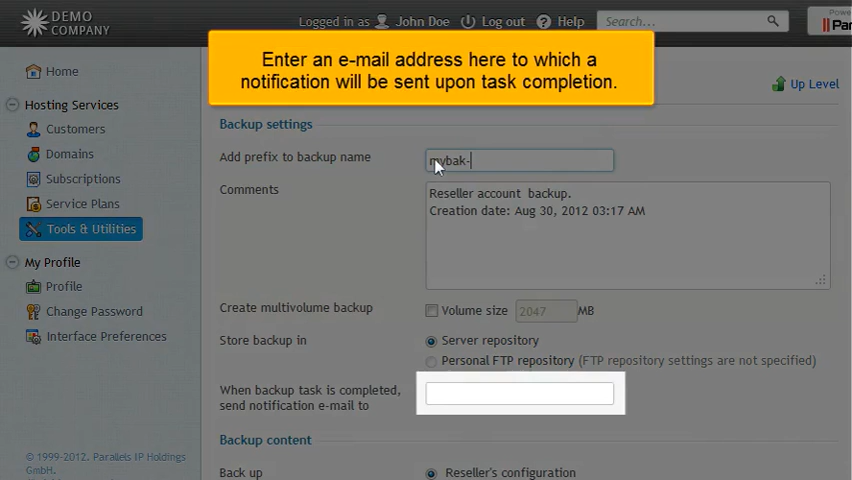 DEMO
COMPANY
Logged in as John Doe Log out Help Search...
Powe
Par
Enter an e-mail address here to which a
notification will be sent upon task completion.
Up Level
Home
Hosting Services
Customers
Domains
Subscriptions
Service Plans
Tools & Utilities
My Profile
Profile
Change Password
Interface Preferences
© 1999-2012. Parallels IP Holdings
GmbH.
Backup settings
Add prefix to backup name mybak-
Comments
Reseller account backup.
Creation date: Aug 30, 2012 03:17 AM
Create multivolume backup Volume size 2047 MB
Store backup in Server repository
Personal FTP repository (FTP repository settings are not specified)
When backup task is completed,
send notification e-mail to
Backup content
Back up Reseller's configuration